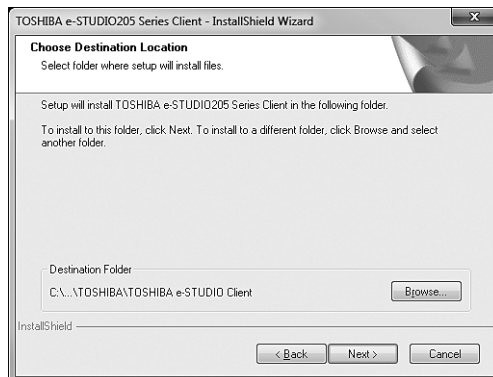 TOSHIBA e-STUDIO205 Series Client - InstallShield Wizard
Choose Destination Location
Select folder where setup will install files.
Setup will install TOSHIBA e-STUDIO205 Series Client in the following folder.
To install to this folder, click Next. To install to a different folder, click Browse and select
another folder.
Destination Folder
C:\...\TOSHIBA\TOSHIBA e-STUDIO Client
Browse...
InstallShield
< Back
Next >
Cancel